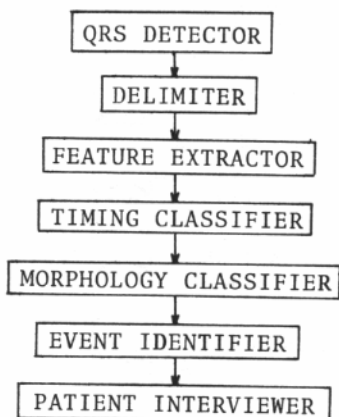 QRS DETECTOR
DELIMITER
FEATURE EXTRACTOR
TIMING CLASSIFIER
MORPHOLOGY CLASSIFIER
EVENT IDENTIFIER
PATIENT INTERVIEWER